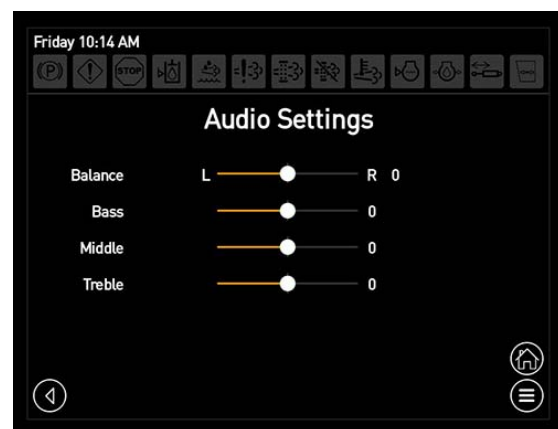 Friday 10:14 AM
STOP
Audio Settings
Balance L R 0
Bass 0
Middle 0
Treble 0